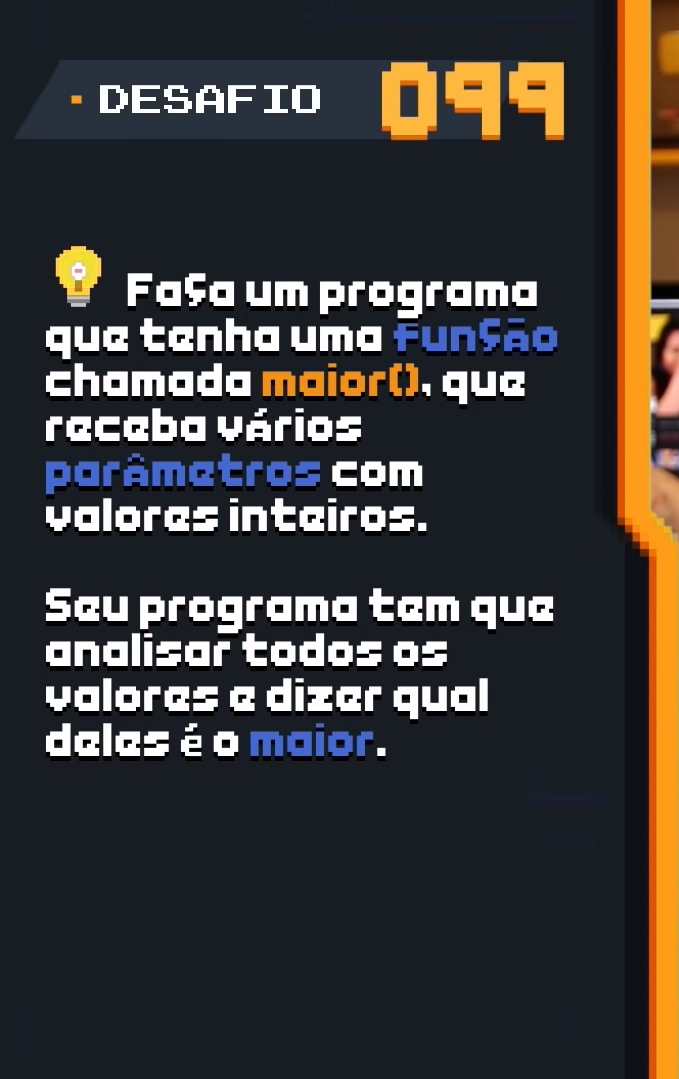 DESAFIO 099
Faça um programa
que tenha uma função
chamada maior(), que
receba vários
parâmetros com
valores inteiros.
Seu programa tem que
analisar todos os
valores e dizer qual
deles é o maior.